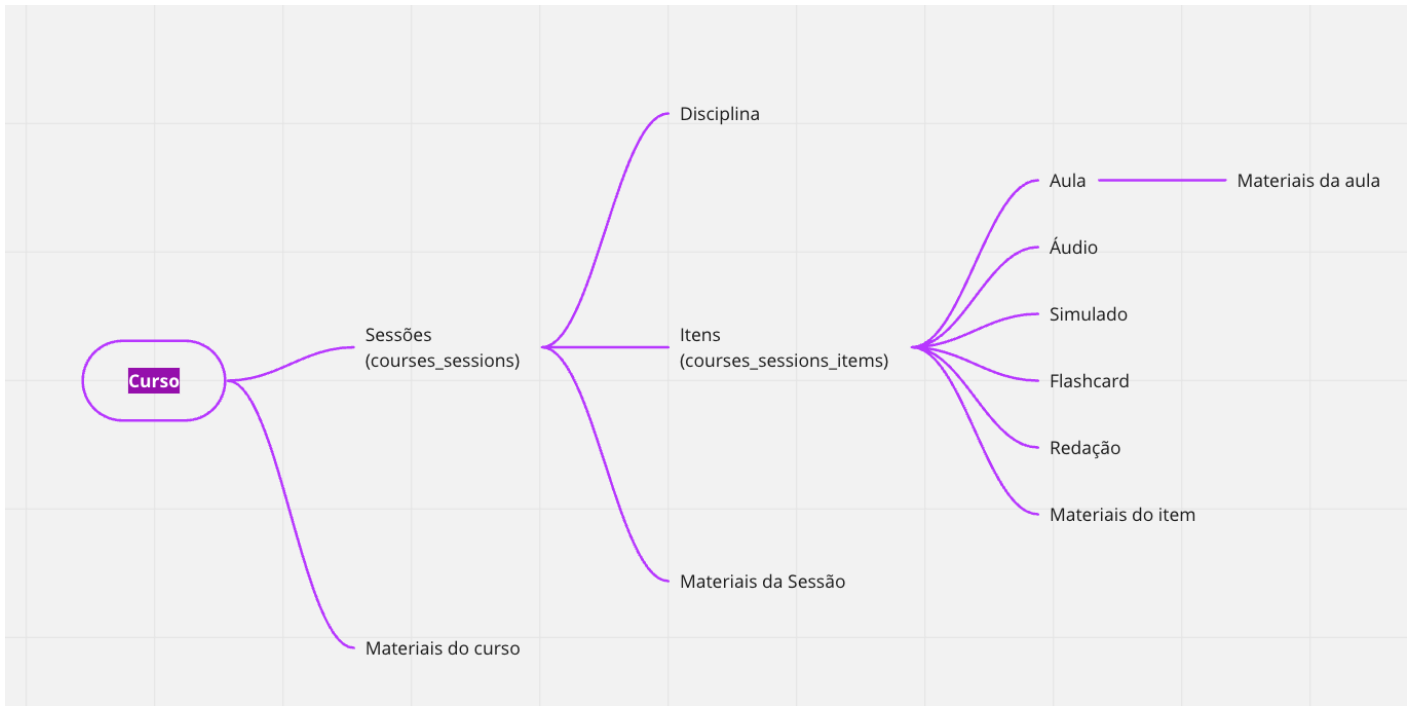 Curso
Sessões
(courses_sessions)
Materiais do curso
Disciplina
Itens
(courses_sessions_items)
Materiais da Sessão
Aula
Materiais da aula
Áudio
Simulado
Flashcard
Redação
Materiais do item